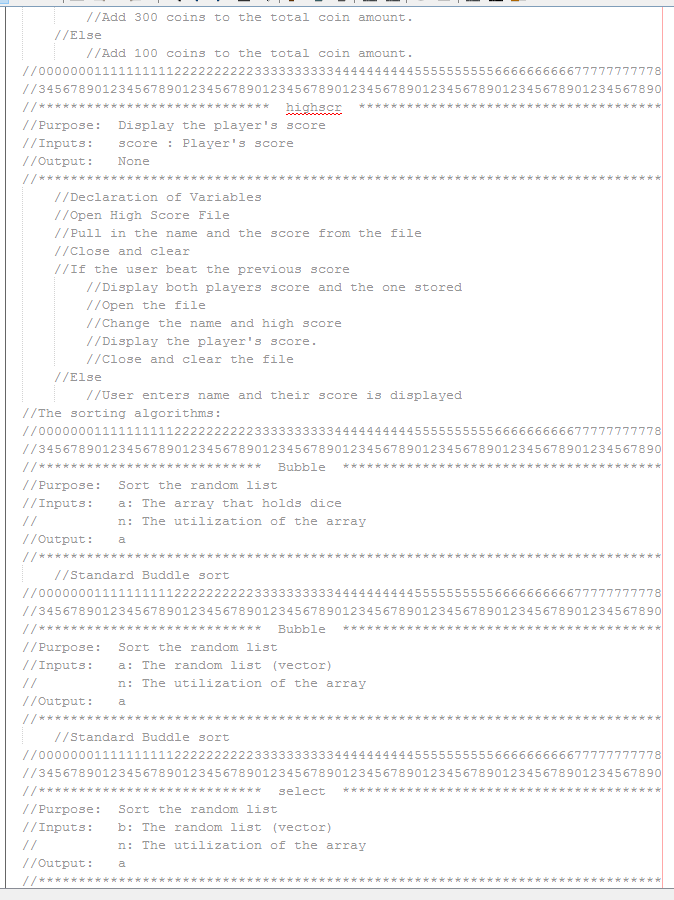 //Add 300 coins to the total coin amount.
//Else
//Add 100 coins to the total coin amount.
//000000011111111112222222222333333333344444444445555555555666666666677777777778
//345678901234567890123456789012345678901234567890123456789012345678901234567890
//***************************** highscr **************************************
//Purpose: Display the player's score
//Inputs: score : Player's score
//Output: None
//******************************************************************************
//Declaration of Variables
//Open High Score File
//Pull in the name and the score from the file
//Close and clear
//If the user beat the previous score
//Display both players score and the one stored
//Open the file
//Change the name and high score
//Display the player's score.
//Close and clear the file
//Else
//User enters name and their score is displayed
//The sorting algorithms:
//000000011111111112222222222333333333344444444445555555555666666666677777777778
//345678901234567890123456789012345678901234567890123456789012345678901234567890
//**************************** Bubble ****************************************
//Purpose: Sort the random list
//Inputs: a: The array that holds dice
// n: The utilization of the array
//Output: a
//******************************************************************************
//Standard Buddle sort
//000000011111111112222222222333333333344444444445555555555666666666677777777778
//345678901234567890123456789012345678901234567890123456789012345678901234567890
//**************************** Bubble ****************************************
//Purpose: Sort the random list
//Inputs: a: The random list (vector)
// n: The utilization of the array
//Output: a
//******************************************************************************
//Standard Buddle sort
//000000011111111112222222222333333333344444444445555555555666666666677777777778
//345678901234567890123456789012345678901234567890123456789012345678901234567890
//**************************** select ****************************************
//Purpose: Sort the random list
//Inputs: b: The random list (vector)
// n: The utilization of the array
//Output: a
//******************************************************************************